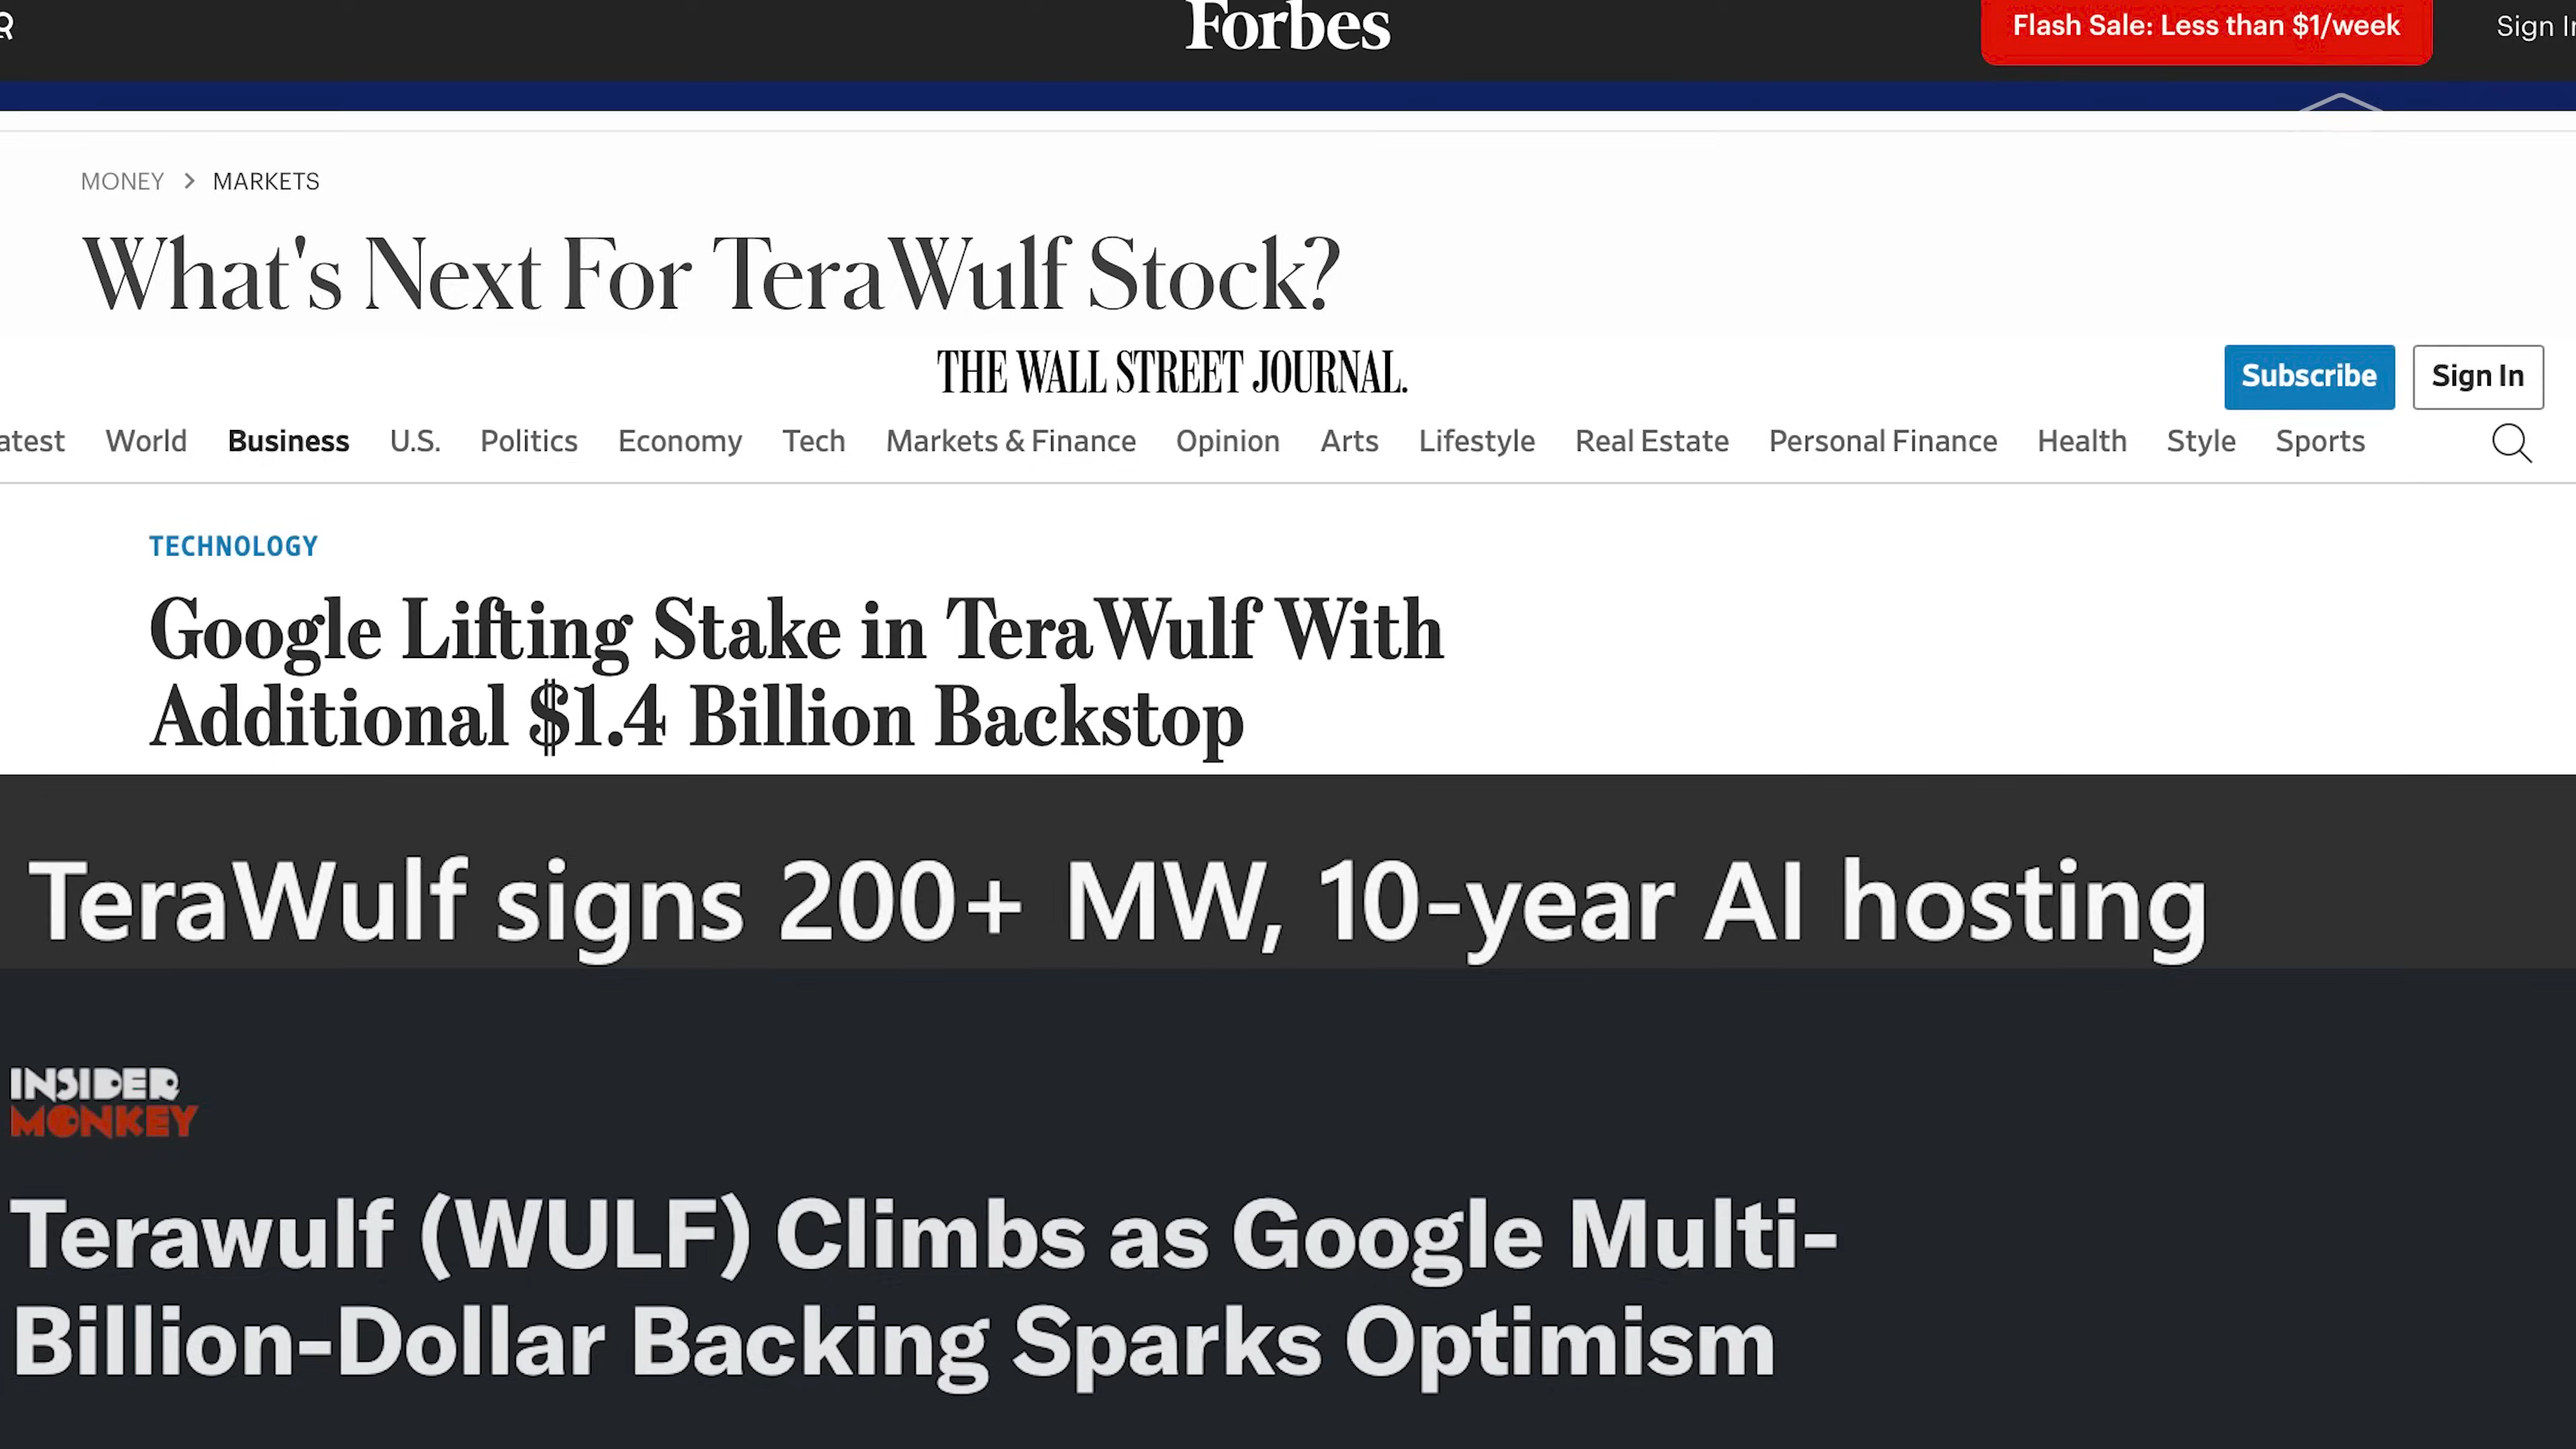 Forbes
Flash Sale: Less than $1/week
Sign
MONEY > MARKETS
What's Next For TeraWulf Stock?
THE WALL STREET JOURNAL.
Subscribe
Sign In
World Business U.S. Politics Economy Tech Markets & Finance Opinion Arts Lifestyle Real Estate Personal Finance Health Style Sports
TECHNOLOGY
Google Lifting Stake in TeraWulf With
Additional $1.4 Billion Backstop
TeraWulf signs 200+ MW, 10-year AI hosting
INSIDER
MONKEY
Terawulf (WULF) Climbs as Google Multi-
Billion-Dollar Backing Sparks Optimism